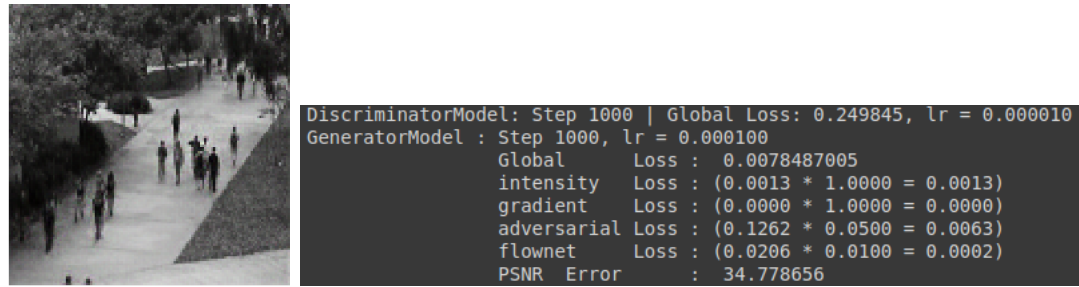 DiscriminatorModel: Step 1000 | Global Loss: 0.249845, lr = 0.000010
GeneratorModel : Step 1000, lr = 0.000100
Global Loss : 0.0078487005
intensity Loss : (0.0013 * 1.0000 = 0.0013)
gradient Loss : (0.0000 * 1.0000 = 0.0000)
adversarial Loss : (0.1262 * 0.0500 = 0.0063)
flownet Loss : (0.0206 * 0.0100 = 0.0002)
PSNR Error : 34.778656